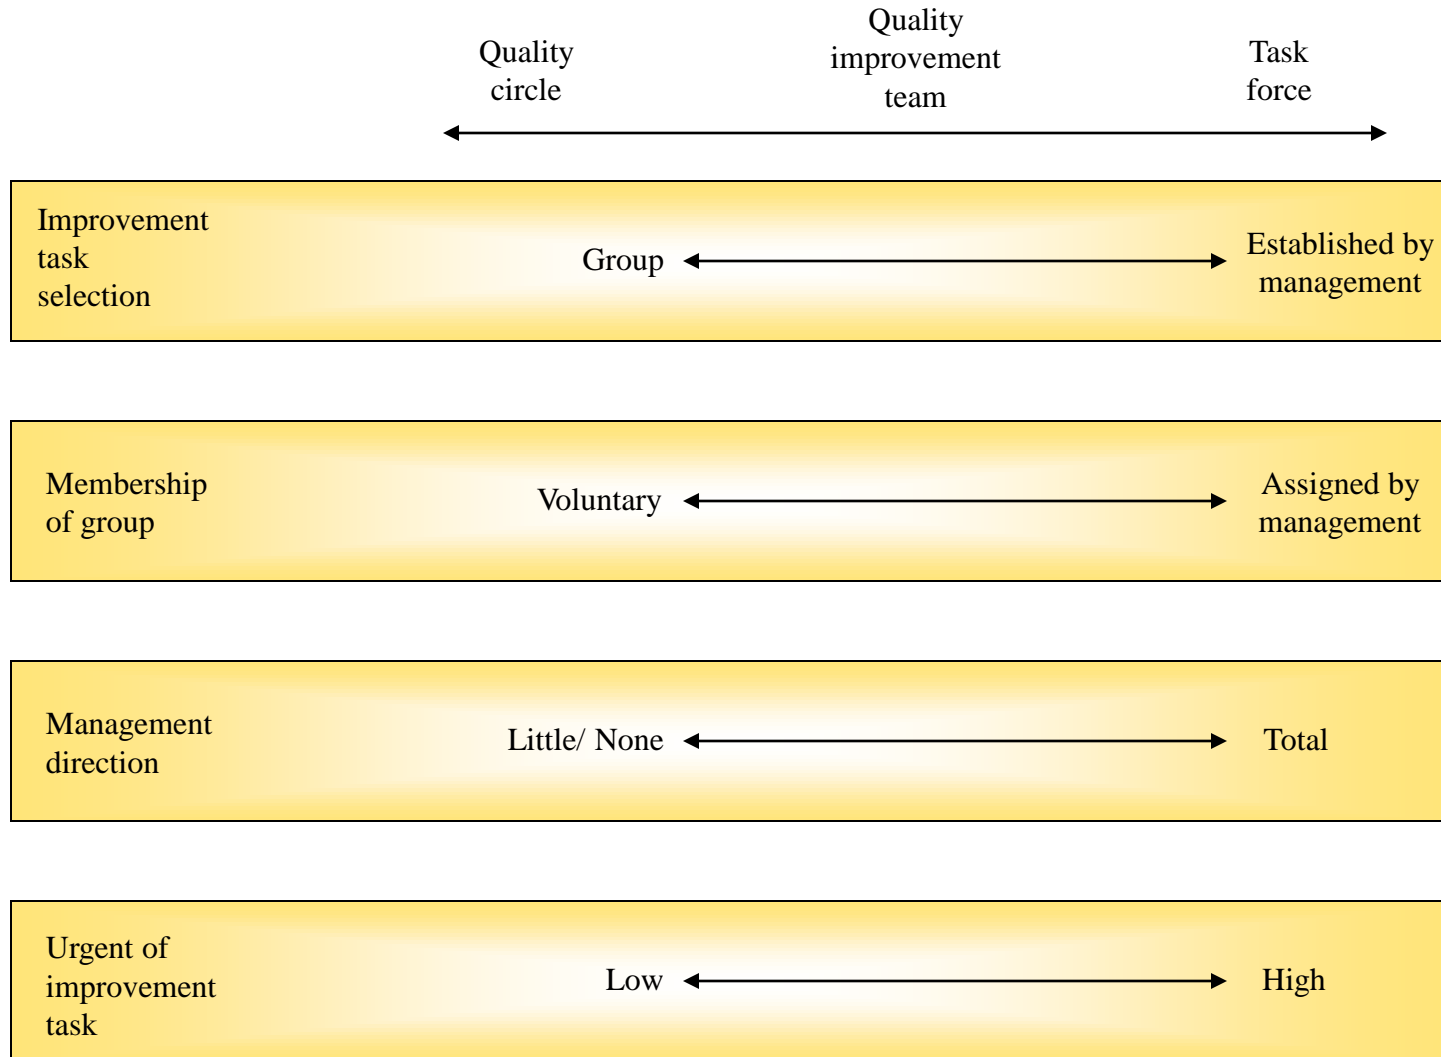 Quality
circle
Quality
improvement
team
Task
force
Improvement
task
selection
Group
Established by
management
Membership
of group
Voluntary
Assigned by
management
Management
direction
Little/ None
Total
Urgent of
improvement
task
Low
High